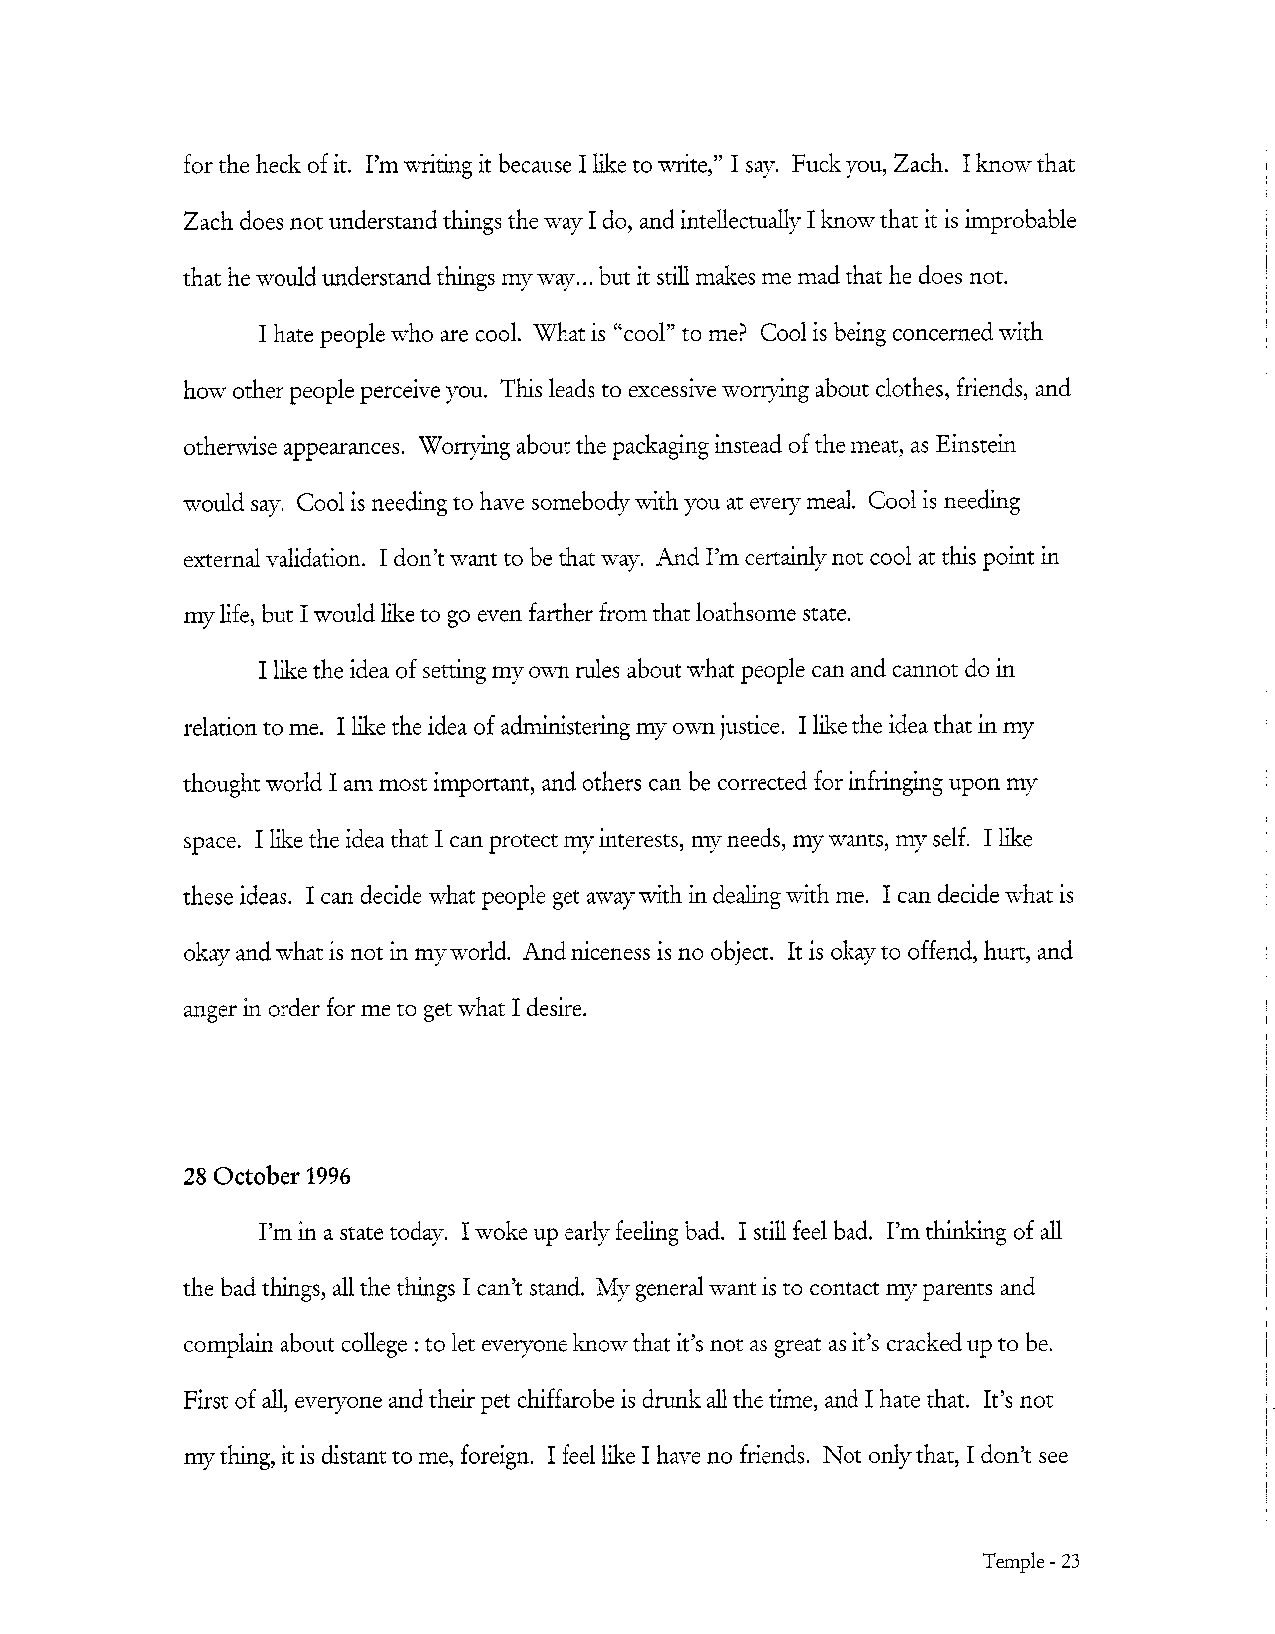 for the heck of it.  I'm writing it because I like to write,” I say.  Fuck you, Zach.  I know that
Zach does not understand things the way I do, and intellectually I know that it is improbable
that he would understand things my way... but it still makes me mad that he does not.
I hate people who are cool.  What is “cool” to me?  Cool is being concerned with
how other people perceive you.  This leads to excessive worrying about clothes, friends, and
otherwise appearances.  Worrying about the packaging instead of the meat, as Einstein
would say.  Cool is needing to have somebody with you at every meal.  Cool is needing
external validation.  I don't want to be that way.  And I'm certainly not cool at this point in
my life, but I would like to go even farther from that loathsome state.
I like the idea of setting my own rules about what people can and cannot do in
relation to me.  I like the idea of administering my own justice.  I like the idea that in my
thought world I am most important, and others can be corrected for infringing upon my
space.  I like the idea that I can protect my interests, my needs, my wants, my self.  I like
these ideas.  I can decide what people get away with in dealing with me.  I can decide what is
okay and what is not in my world.  And niceness is no object.  It is okay to offend, hurt, and
anger in order for me to get what I desire.
28 October 1996
I'm in a state today.  I woke up early feeling bad.  I still feel bad.  I'm thinking of all
the bad things, all the things I can't stand.  My general want is to contact my parents and
complain about college : to let everyone know that it's not as great as it's cracked up to be.
First of all, everyone and their pet chiffarobe is drunk all the time, and I hate that.  It's not
my thing, it is distant to me, foreign.  I feel like I have no friends.  Not only that, I don't see
Temple - 23